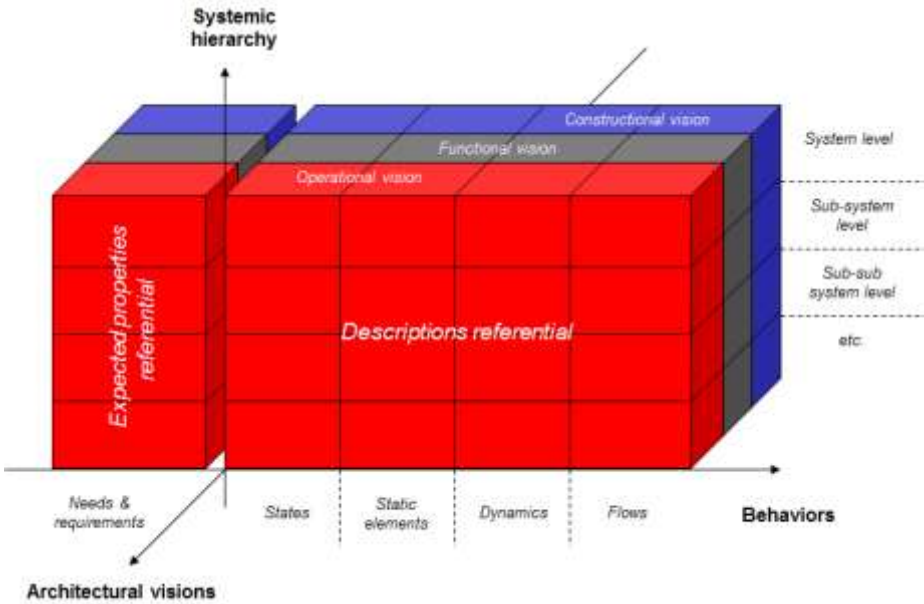 Systemic
hierarchy
Constructional vision
Functional vision
Operational vision
System level
Sub-system
level
Sub-sub
system level
etc.
Expected properties
referential
Descriptions referential
Needs &
requirements
States
Static
elements
Dynamics
Flows
Behaviors
Architectural visions